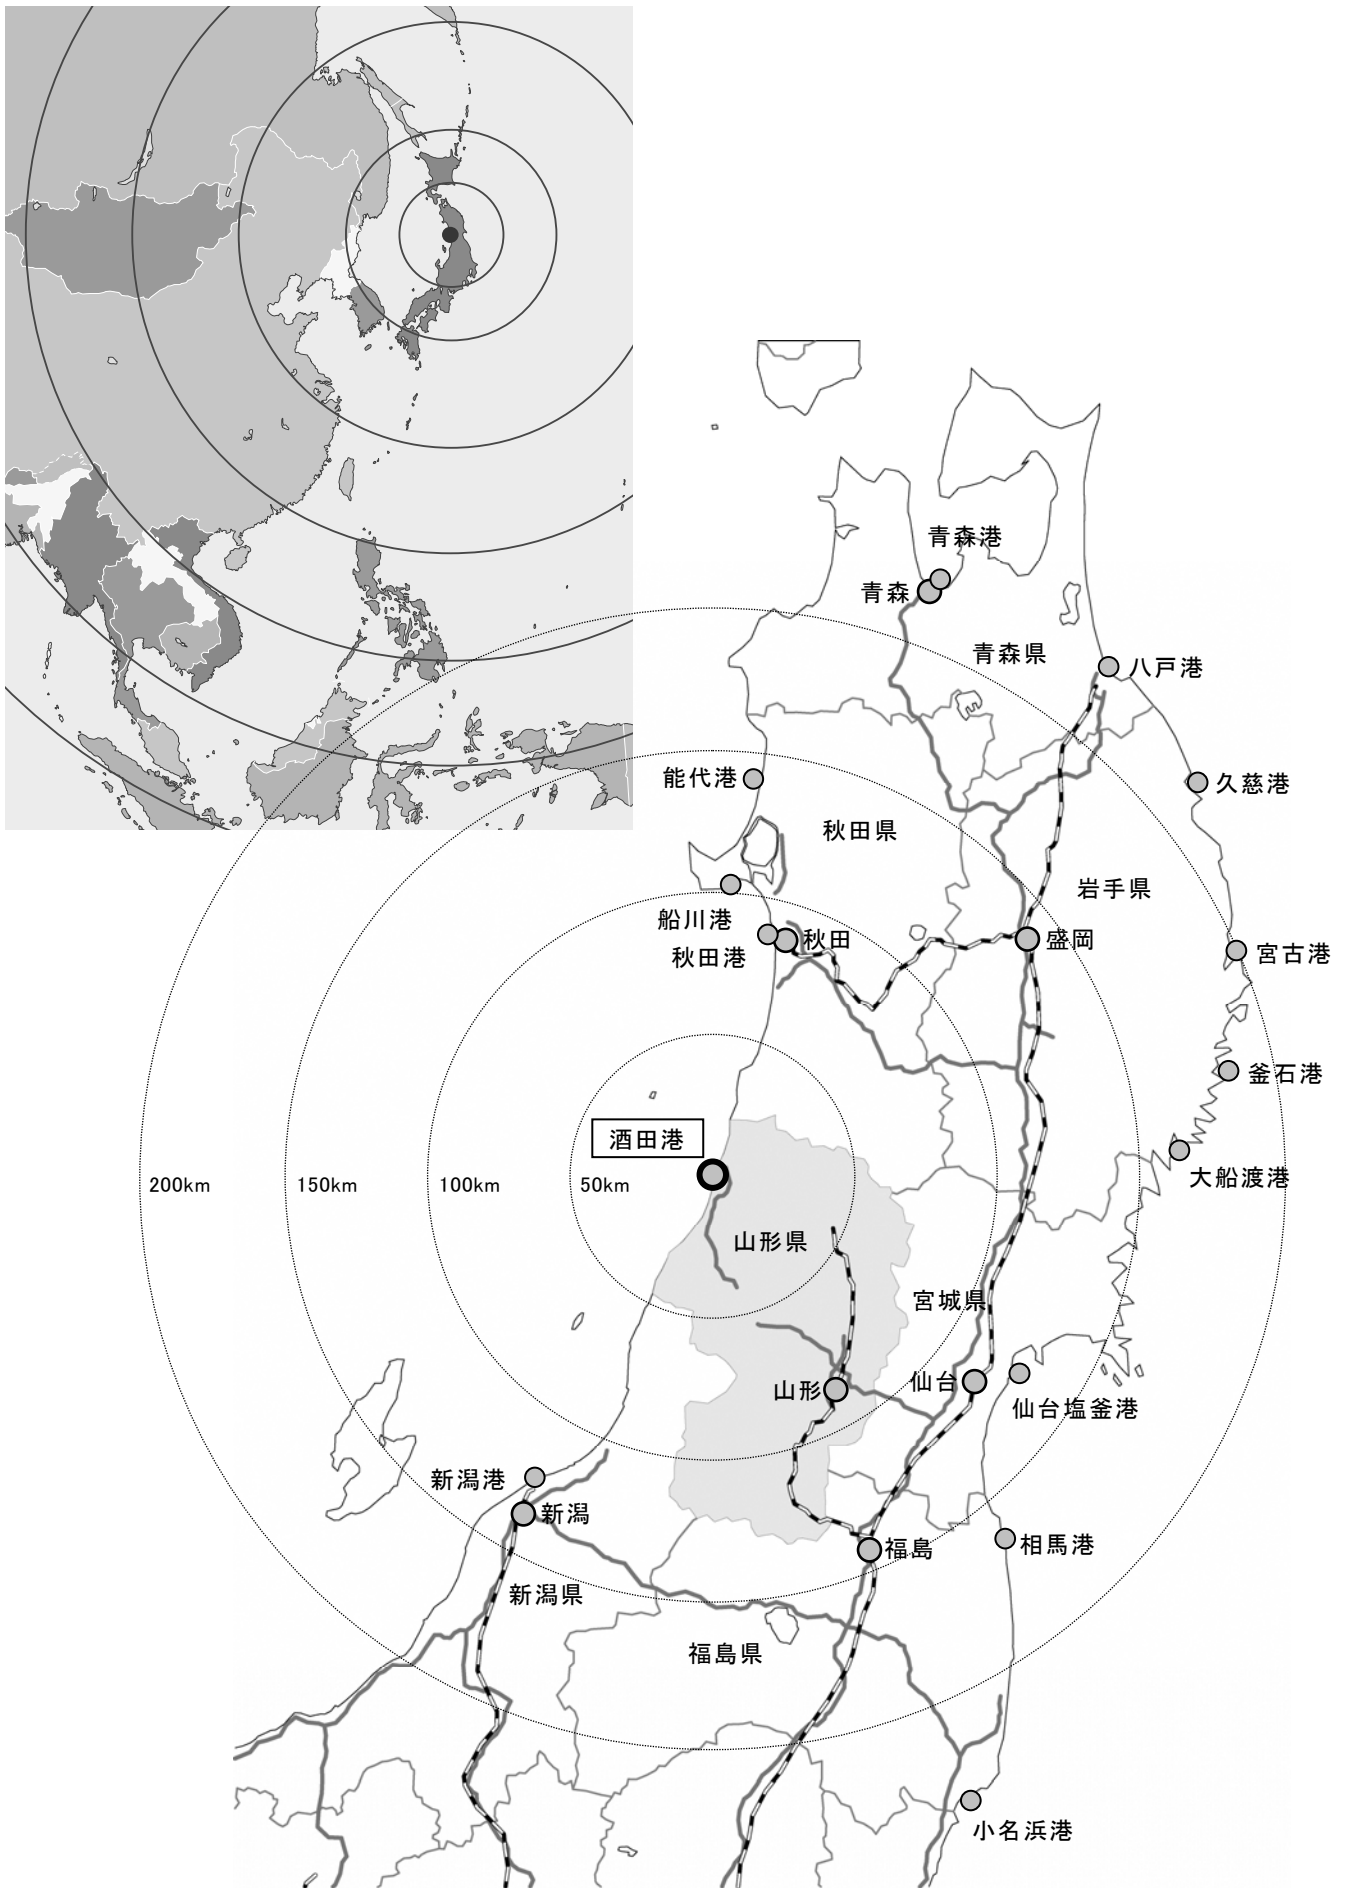 青森港
青森
青森県
八戸港
能代港
久慈港
秋田県
岩手県
船川港
秋田
盛岡
秋田港
宮古港
釜石港
酒田港
大船渡港
200km
150km
100km
50km
山形県
宮城県
山形
仙台
仙台塩釜港
新潟港
新潟
相馬港
福島
新潟県
福島県
小名浜港